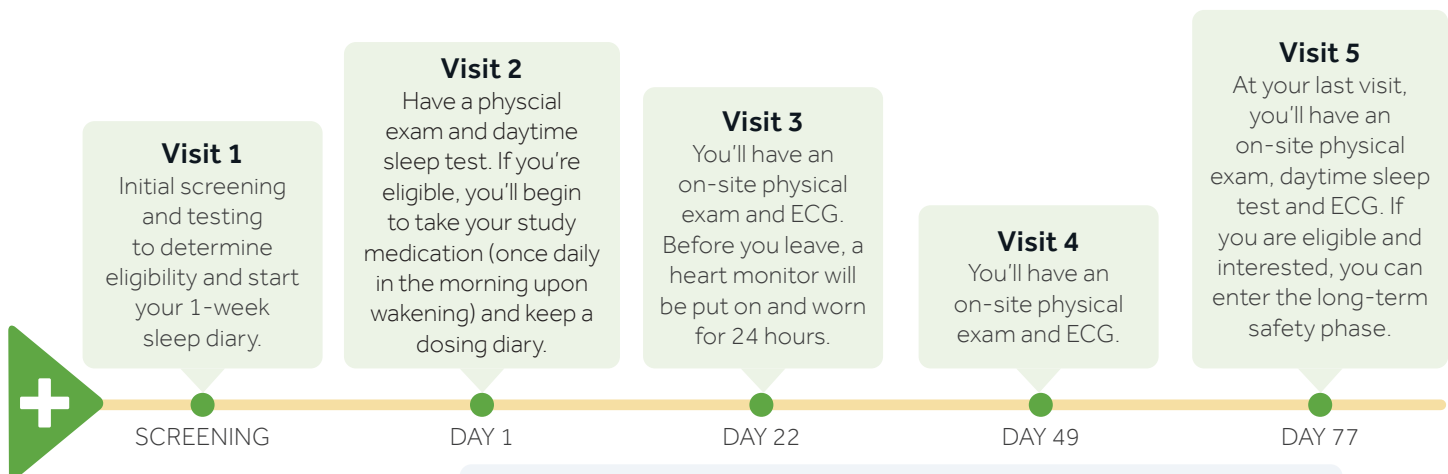 Visit 1
Initial screening
and testing
to determine
eligibility and start
your 1-week
sleep diary.
Visit 2
Have a physcial
exam and daytime
sleep test. If you're
eligible, you'll begin
to take your study
medication (once daily
in the morning upon
wakening) and keep a
dosing diary.
Visit 3
You'll have an
on-site physical
exam and ECG.
Before you leave, a
heart monitor will
be put on and worn
for 24 hours.
Visit 4
You'll have an
on-site physical
exam and ECG.
Visit 5
At your last visit,
you'll have an
on-site physical
exam, daytime sleep
test and ECG. If
you are eligible and
interested, you can
enter the long-term
safety phase.
SCREENING
DAY 1
DAY 22
DAY 49
DAY 77